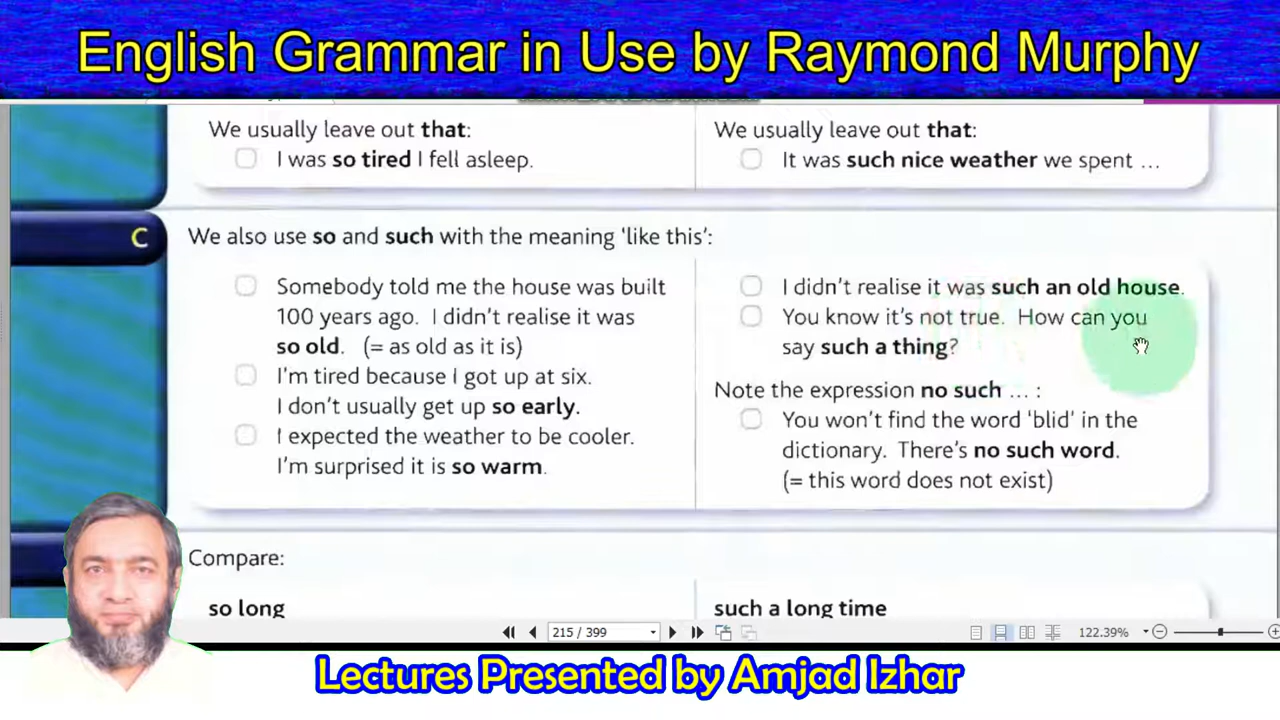 English Grammar in Use by Raymond Murphy
We usually leave out that:
I was so tired I fell asleep.
We usually leave out that:
It was such nice weather we spent ...
C
We also use so and such with the meaning 'like this':
Somebody told me the house was built
100 years ago. I didn't realise it was
so old. (= as old as it is)
I'm tired because I got up at six.
I don't usually get up so early.
I expected the weather to be cooler.
I'm surprised it is so warm.
I didn't realise it was such an old house.
You know it's not true. How can you
say such a thing?
Note the expression no such ... :
You won't find the word 'blid' in the
dictionary. There's no such word.
(= this word does not exist)
Compare:
so long
such a long time
215 / 399
122.39%
Lectures Presented by Amjad Izhar